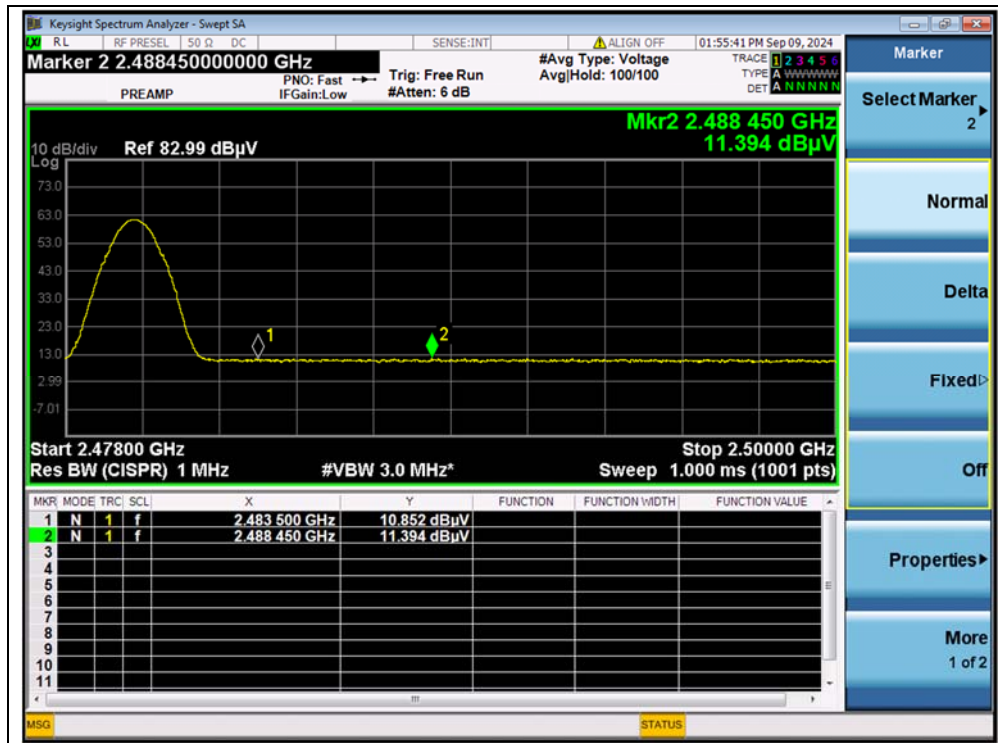 Keysight Spectrum Analyzer - Swept SA
LXI RL RF PRESEL 50 Ω DC SENSE:INT ALIGN OFF 01:55:41 PM Sep 09, 2024
Marker 2 2.488450000000 GHz
PREAMP
PNO: Fast
IFGain:Low
Trig: Free Run
#Atten: 6 dB
#Avg Type: Voltage
Avg|Hold: 100/100
TRACE 1 2 3 4 5 6
TYPE A WWWWW
DET A N N N N N
Mkr2 2.488 450 GHz
11.394 dBµV
10 dB/div Ref 82.99 dBµV
Log
73.0
63.0
53.0
43.0
33.0
23.0
13.0
2.99
-7.01
1
2
Start 2.47800 GHz Stop 2.50000 GHz
Res BW (CISPR) 1 MHz #VBW 3.0 MHz* Sweep 1.000 ms (1001 pts)
MKR MODE TRC SCL X Y FUNCTION FUNCTION WIDTH FUNCTION VALUE
1 N 1 f 2.483 500 GHz 10.852 dBµV
2 N 1 f 2.488 450 GHz 11.394 dBµV
3
4
5
6
7
8
9
10
11
MSG STATUS
Marker
Select Marker
2
Normal
Delta
Fixed
Off
Properties
More
1 of 2